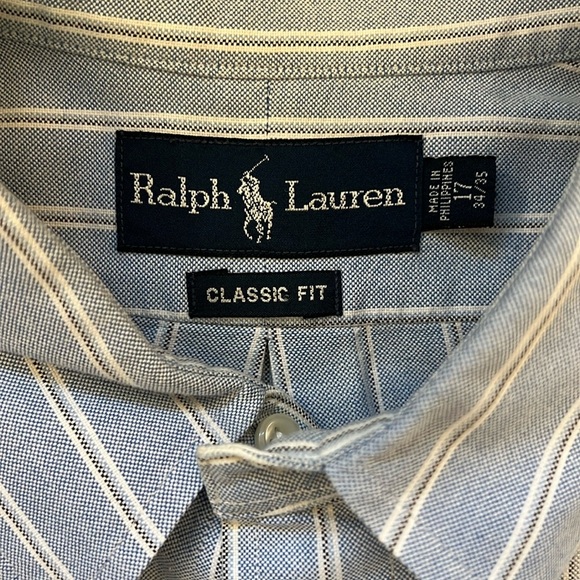 Ralph Lauren
MADE IN
PHILIPPINES
17
34/35
CLASSIC FIT